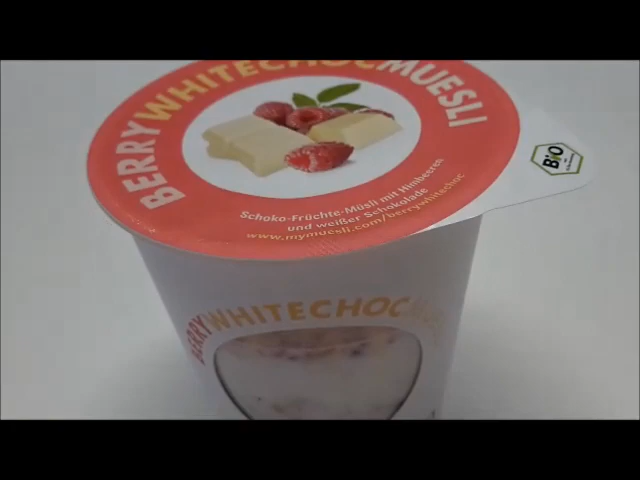 BERRYWHITECHOCMUESLI
Schoko-Früchte-Müsli mit Himbeeren
und weißer Schokolade
www.mymuesli.com/berrywhitechoc
BIO
BERRYWHITECHOC